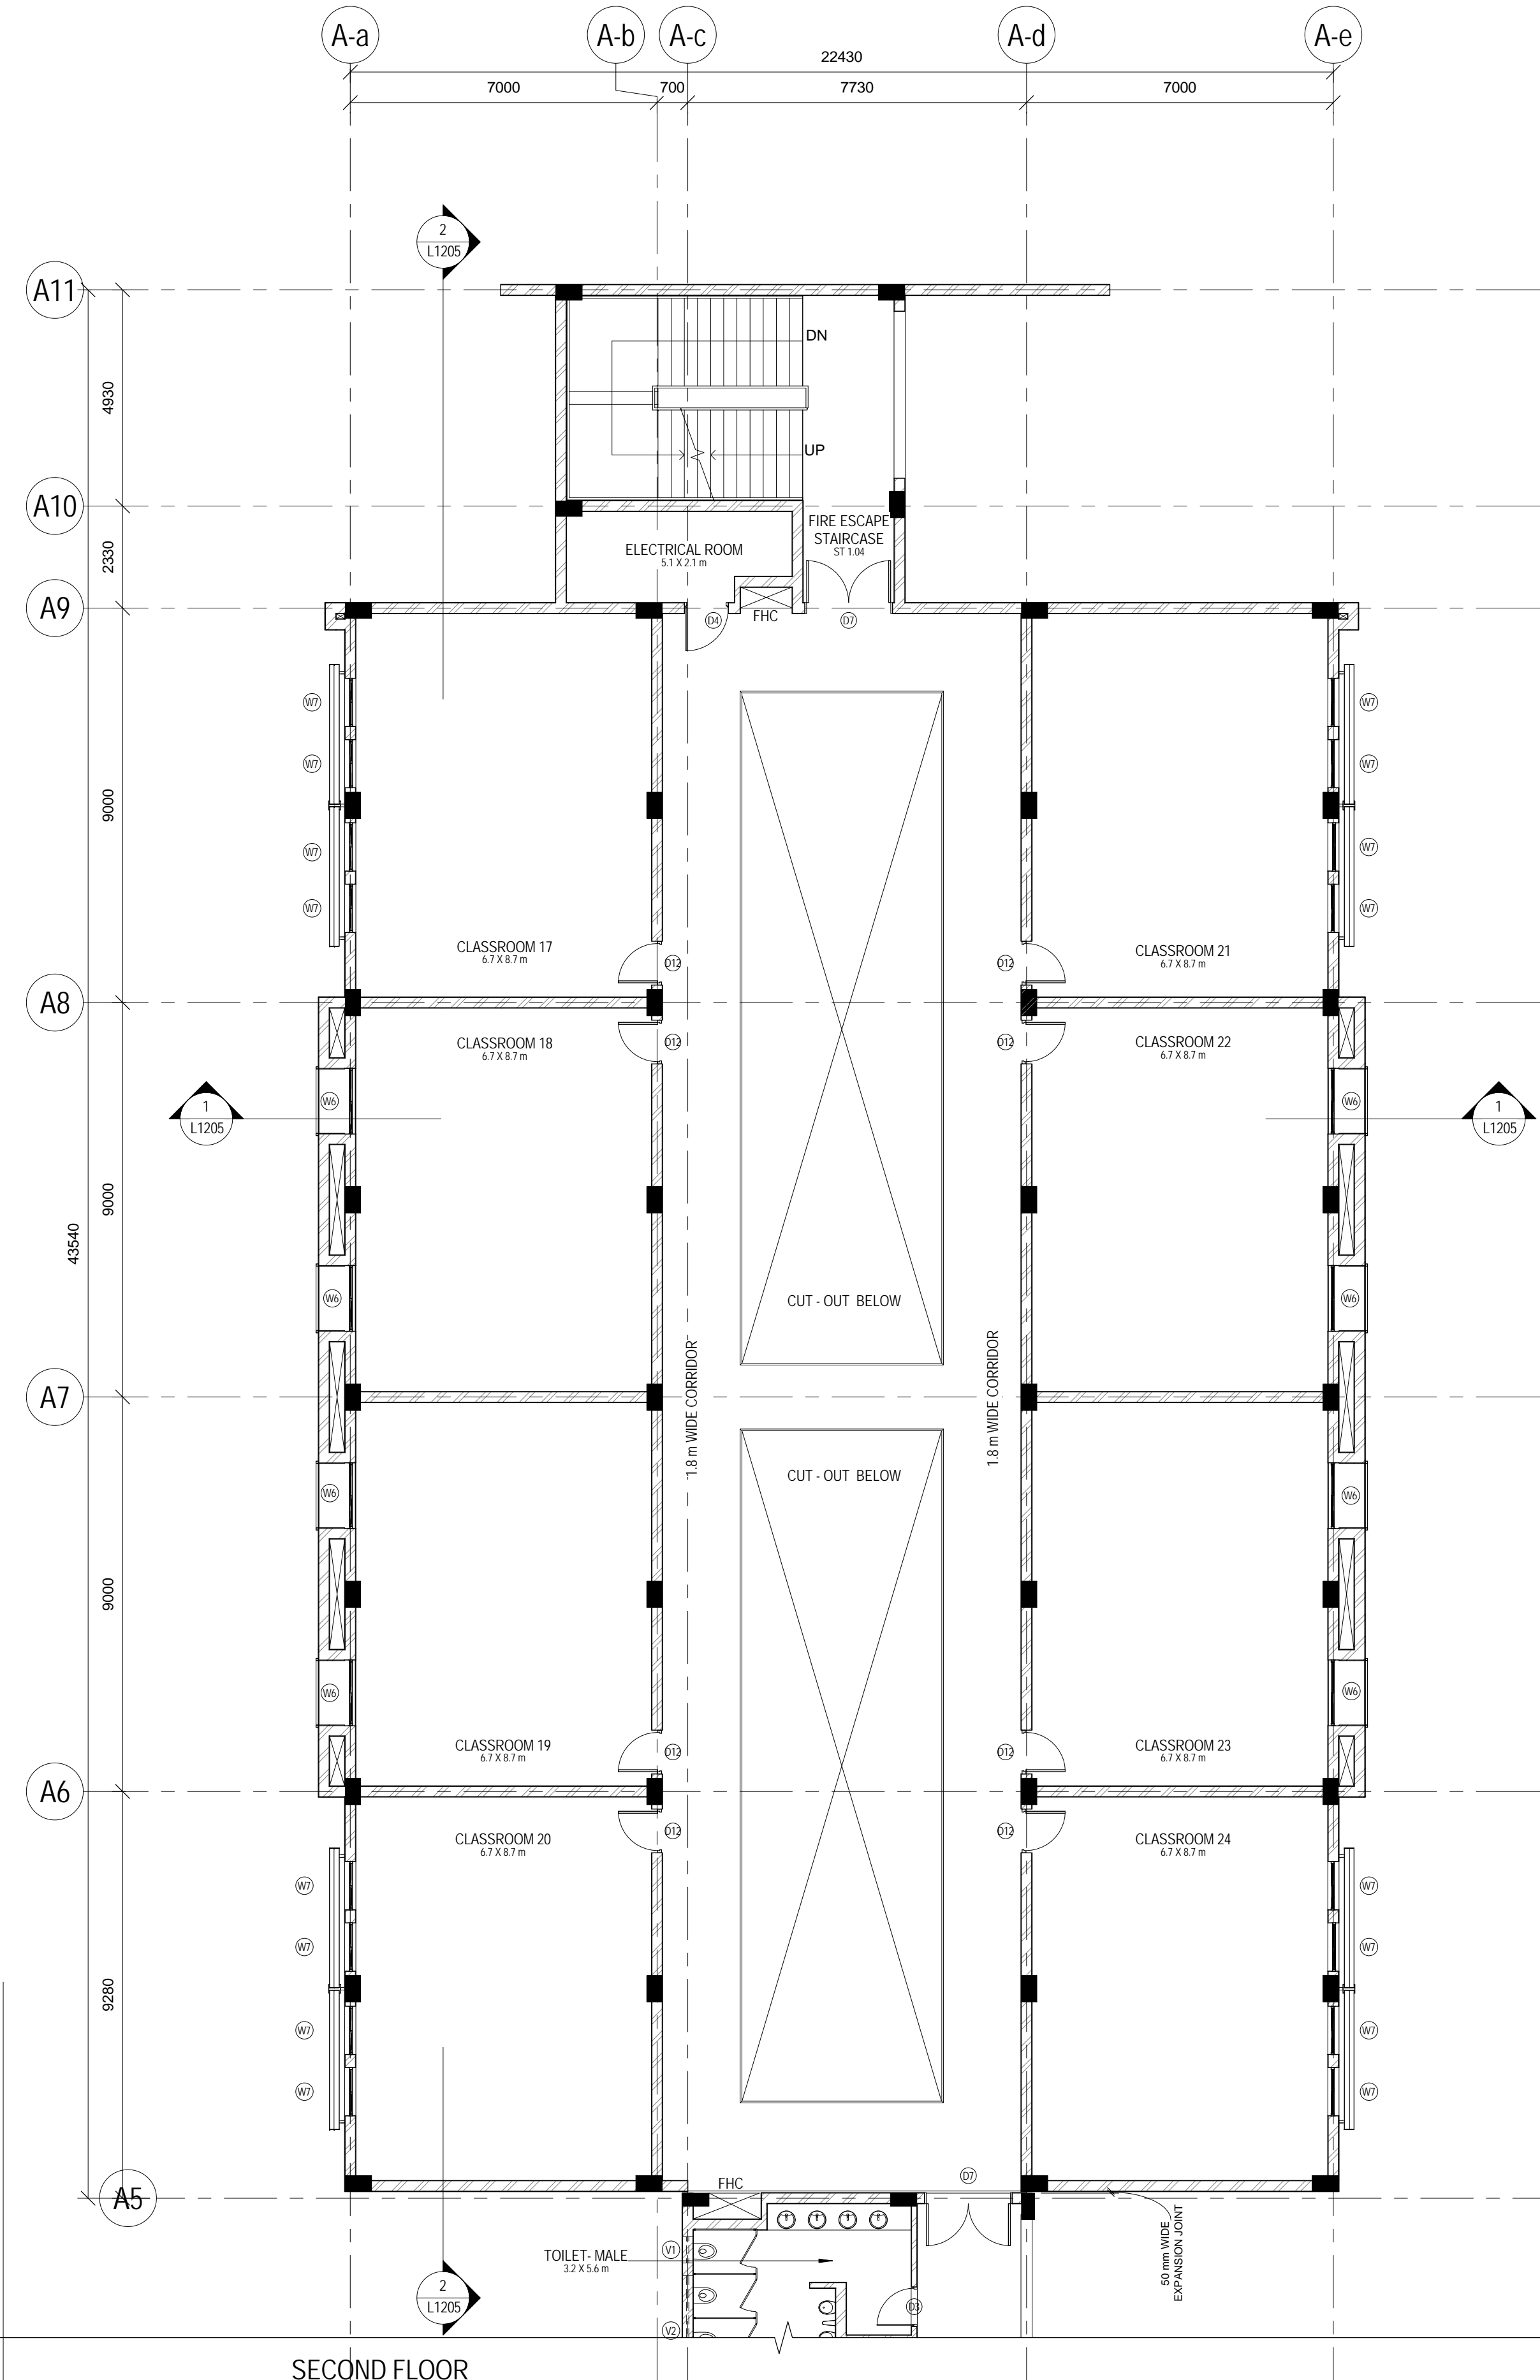 A-a
A-b
A-c
A-d
A-e
22430
7000
700
7730
7000
2
L1205
A11
DN
4930
UP
A10
FIRE ESCAPE
STAIRCASE
ST 1.04
ELECTRICAL ROOM
5.1 X 2.1 m
2330
A9
D4
FHC
D7
W7
W7
W7
W7
9000
W7
W7
W7
W7
CLASSROOM 17
6.7 X 8.7 m
D12
D12
CLASSROOM 21
6.7 X 8.7 m
A8
CLASSROOM 18
6.7 X 8.7 m
D12
D12
CLASSROOM 22
6.7 X 8.7 m
W6
W6
1
L1205
1
L1205
9000
43540
W6
W6
CUT - OUT BELOW
1.8 m WIDE CORRIDOR
1.8 m WIDE CORRIDOR
A7
CUT - OUT BELOW
W6
W6
9000
W6
W6
CLASSROOM 19
6.7 X 8.7 m
D12
D12
CLASSROOM 23
6.7 X 8.7 m
A6
CLASSROOM 20
6.7 X 8.7 m
D12
D12
CLASSROOM 24
6.7 X 8.7 m
W7
W7
W7
W7
9280
W7
W7
W7
W7
FHC
D7
A5
TOILET- MALE
3.2 X 5.6 m
V1
50 mm WIDE
EXPANSION JOINT
2
L1205
D3
V2
SECOND FLOOR